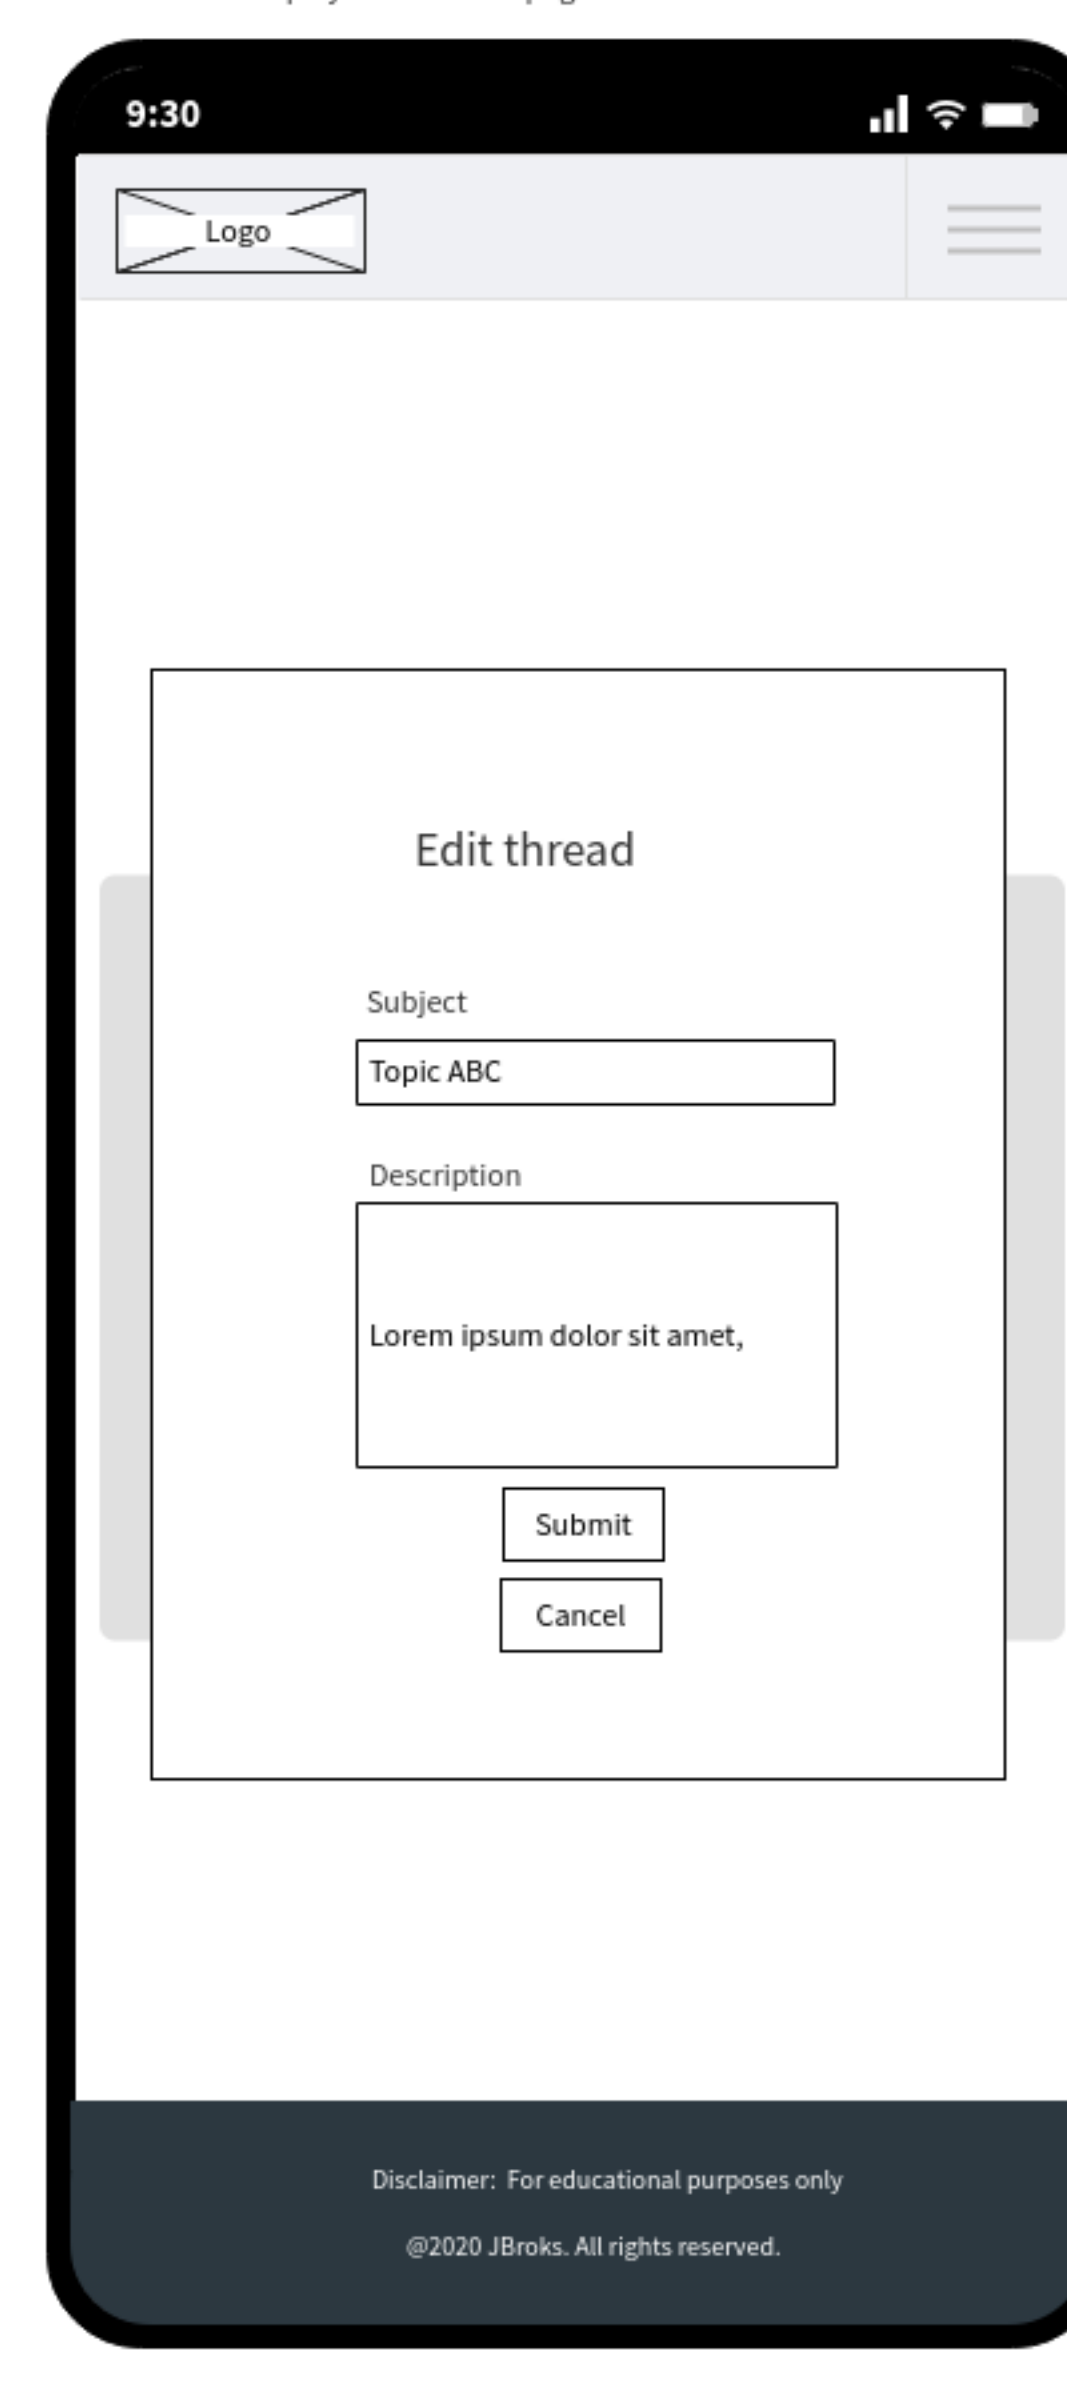 9:30
Logo
Edit thread
Subject
Topic ABC
Description
Lorem ipsum dolor sit amet,
Submit
Cancel
Disclaimer: For educational purposes only
@2020 JBroks. All rights reserved.